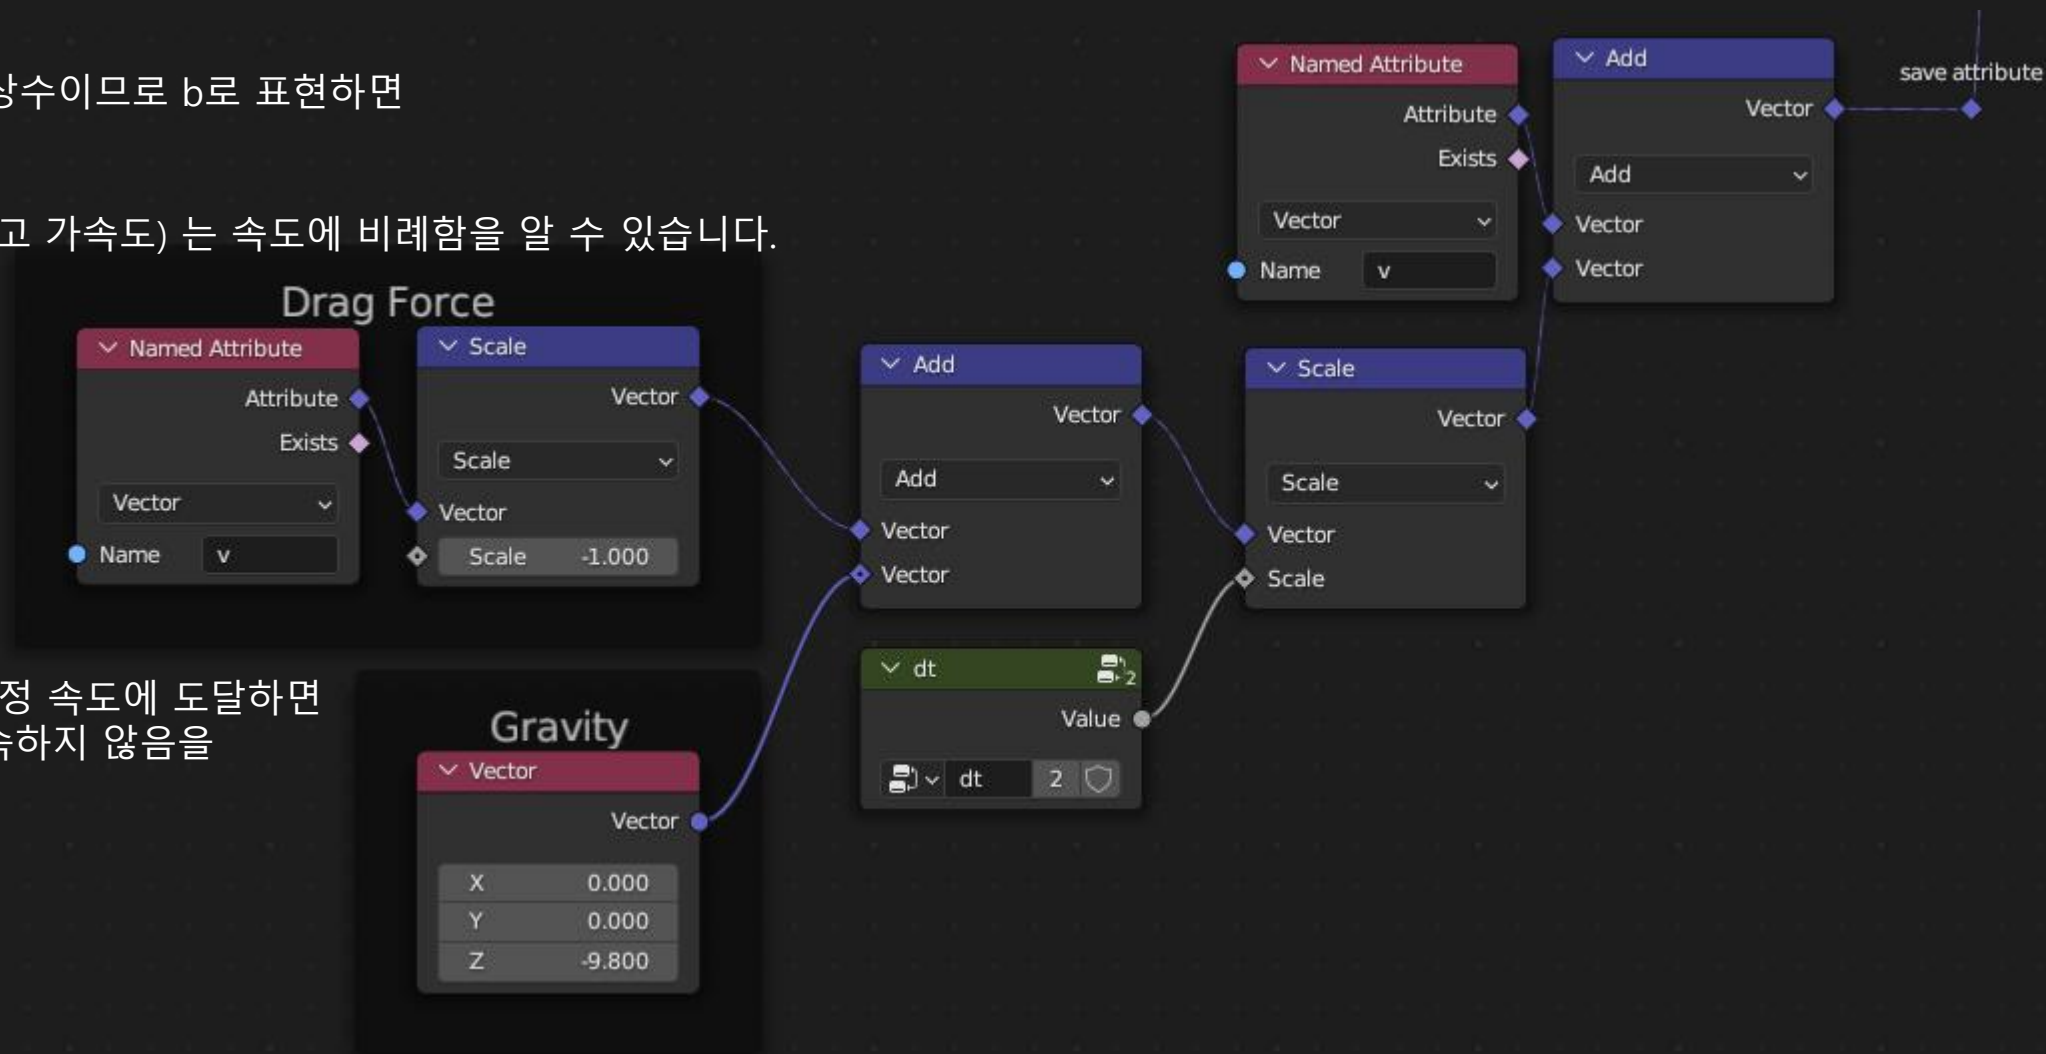 상수이므로 b로 표현하면
고 가속도) 는 속도에 비례함을 알 수 있습니다.
Drag Force
Named Attribute
Attribute
Exists
Vector
Name v
Scale
Vector
Scale
Vector
Scale -1.000
정 속도에 도달하면
하지 않음을
Gravity
Vector
Vector
X 0.000
Y 0.000
Z -9.800
Add
Vector
Add
Vector
Vector
dt
2
Value
dt 2
Named Attribute
Attribute
Exists
Vector
Name v
Scale
Vector
Scale
Vector
Scale
Add
Vector
Add
Vector
Vector
save attribute